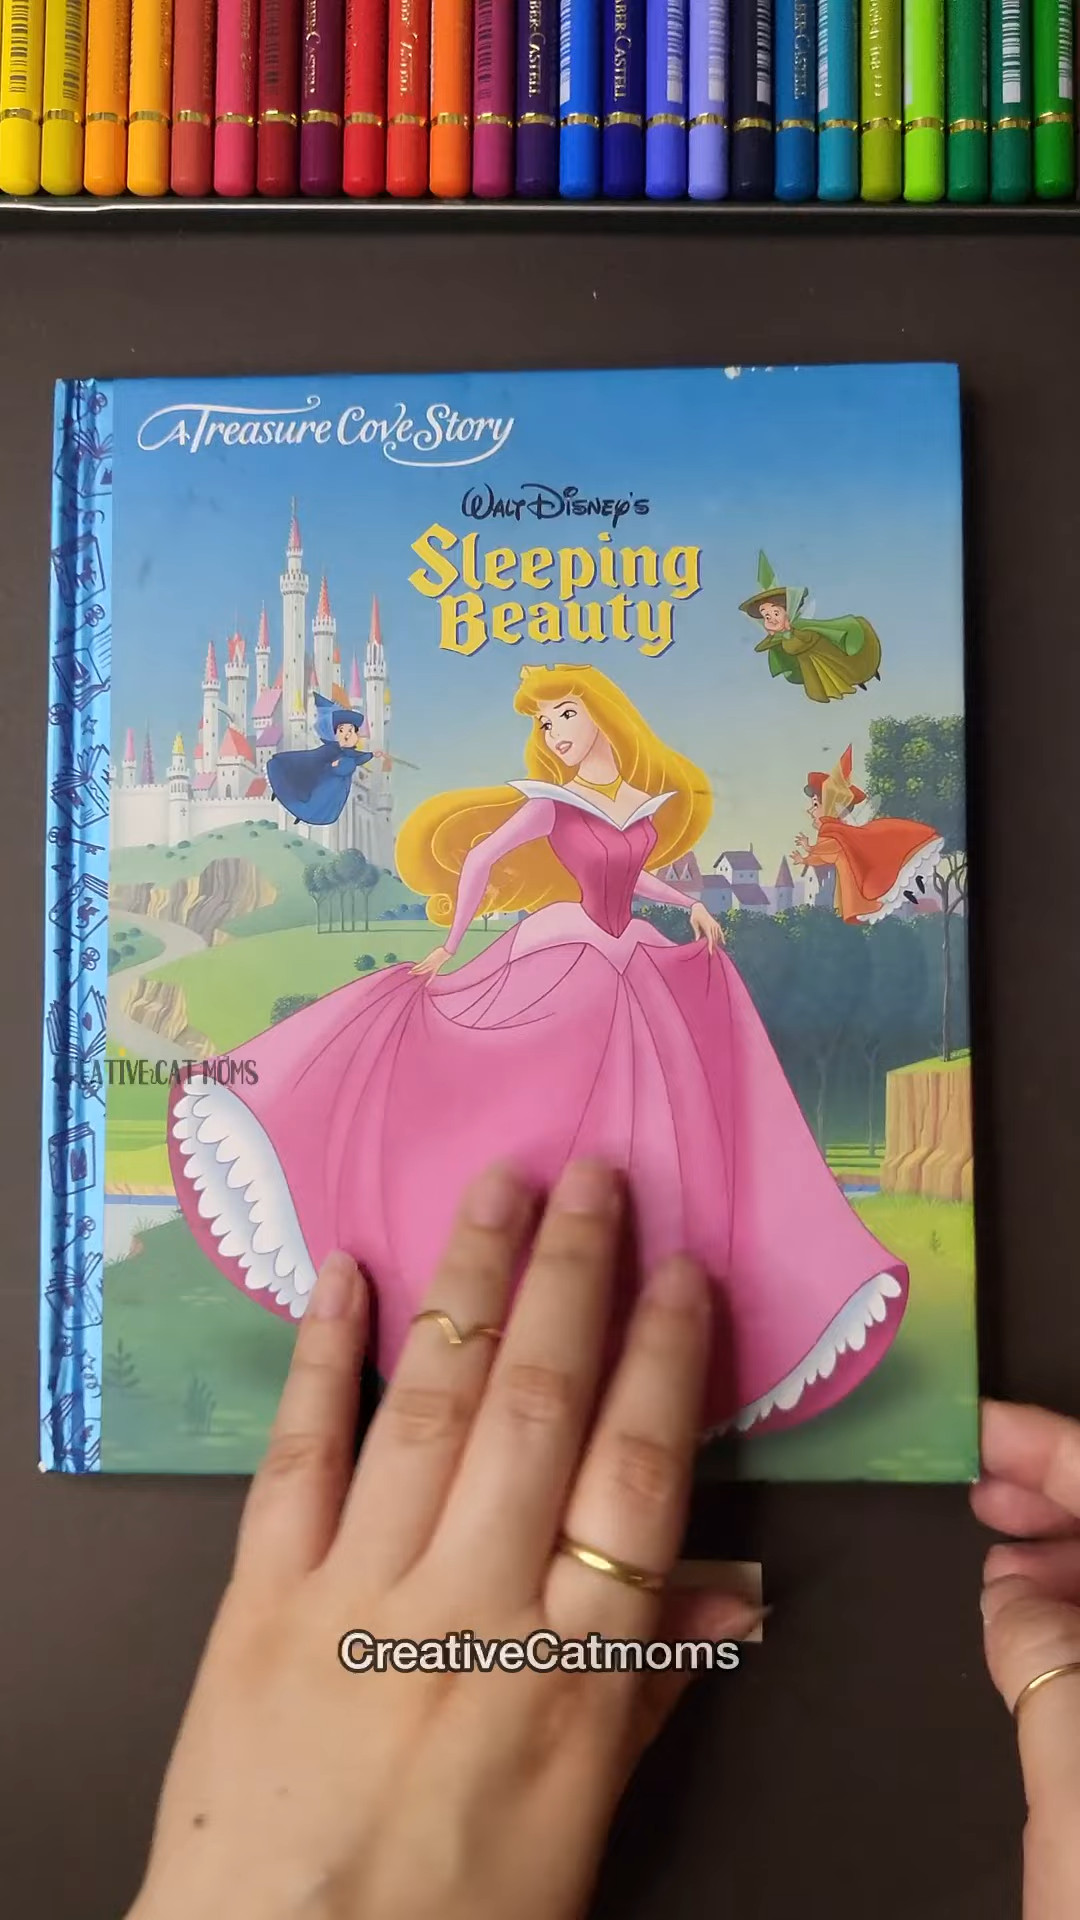 A Treasure Cove Story
WALT DISNEY'S
Sleeping
Beauty
EATIVE CAT MOMS
CreativeCatmoms